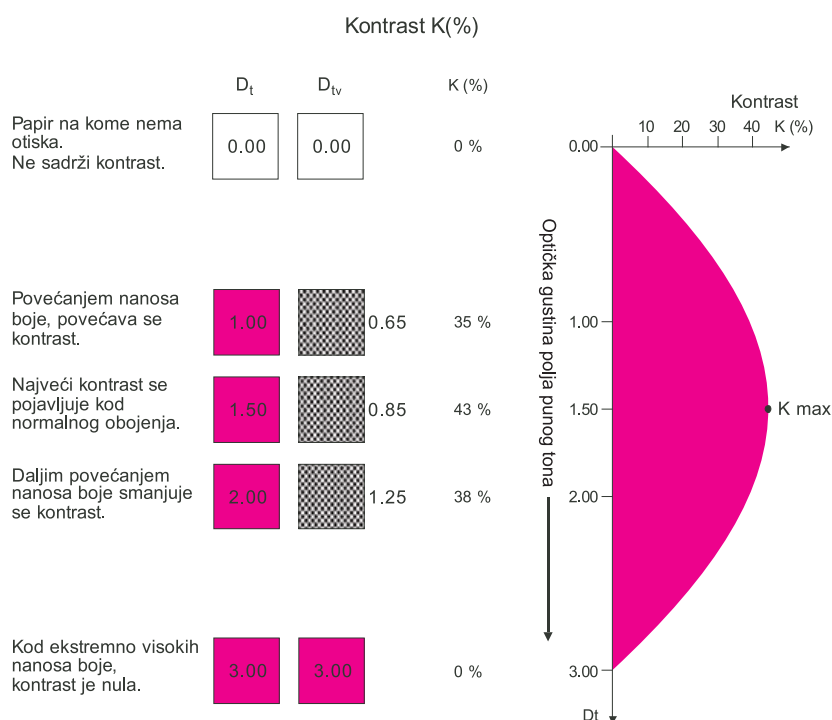 Kontrast K(%)
Dt Dtv K (%)
Papir na kome nema
otiska.
Ne sadrži kontrast.
0.00 0.00 0 %
Povećanjem nanosa
boje, povećava se
kontrast.
1.00 0.65 35 %
Najveći kontrast se
pojavljuje kod
normalnog obojenja.
1.50 0.85 43 %
Daljim povećanjem
nanosa boje smanjuje
se kontrast.
2.00 1.25 38 %
Kod ekstremno visokih
nanosa boje,
kontrast je nula.
3.00 3.00 0 %
Kontrast
10 20 30 40 K (%)
0.00
1.00
1.50
2.00
3.00
K max
Optička gustina polja punog tona
Dt